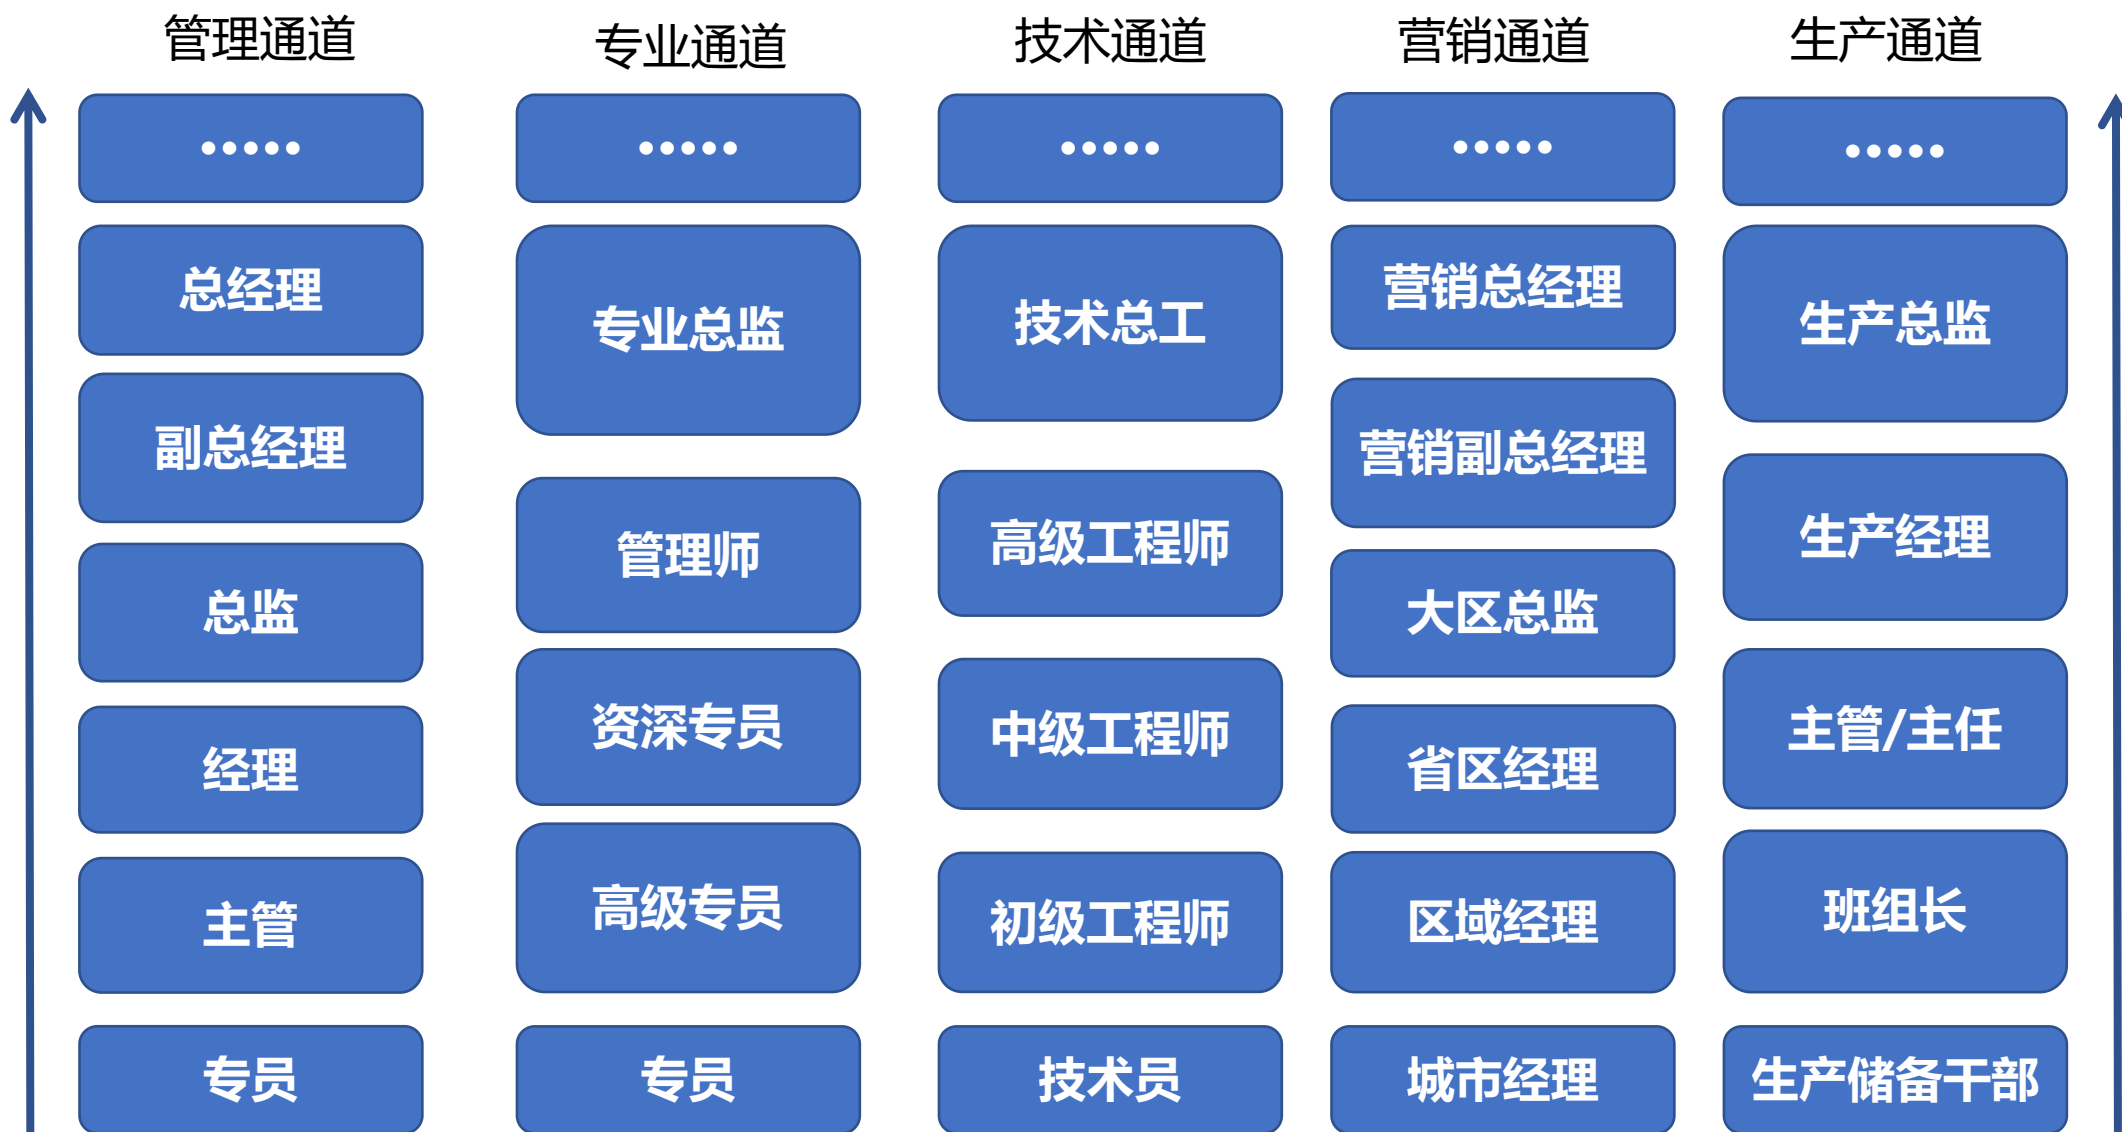 管理通道
专业通道
技术通道
营销通道
生产通道
•••••
•••••
•••••
•••••
•••••
总经理
副总经理
总监
经理
主管
专员
专业总监
管理师
资深专员
高级专员
专员
技术总工
高级工程师
中级工程师
初级工程师
技术员
营销总经理
营销副总经理
大区总监
省区经理
区域经理
城市经理
生产总监
生产经理
主管/主任
班组长
生产储备干部